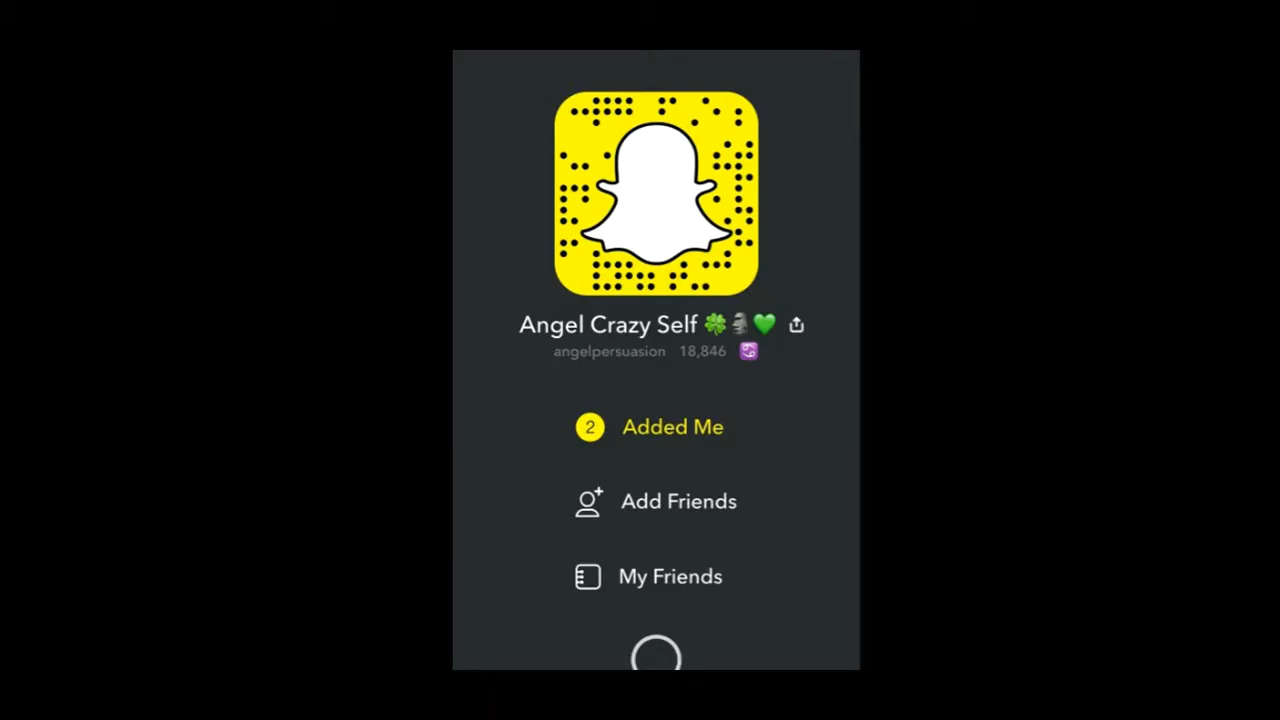 Angel Crazy Self 🍀🗿💚
angelpersuasion 18,846 ♋
2 Added Me
Add Friends
My Friends